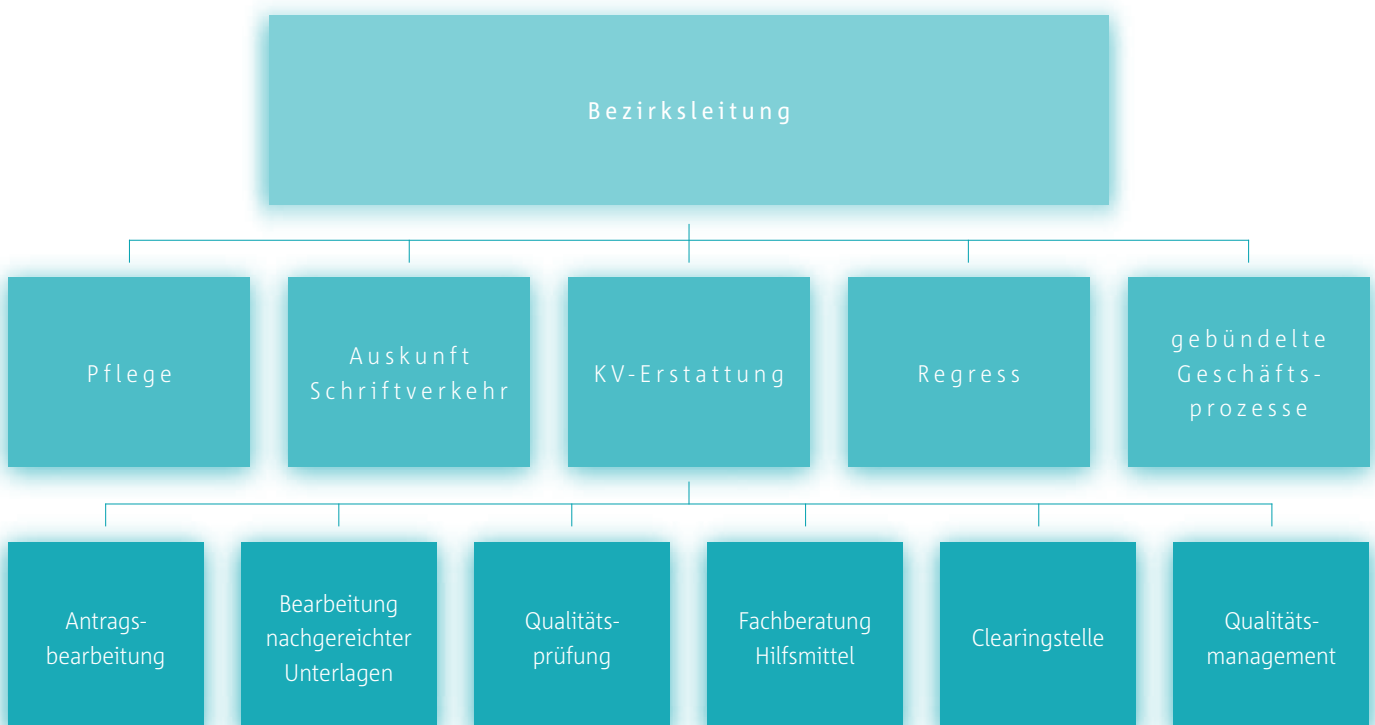 Bezirksleitung
Pflege
Auskunft
Schriftverkehr
KV-Erstattung
Regress
gebündelte
Geschäfts-
prozesse
Antrags-
bearbeitung
Bearbeitung
nachgereichter
Unterlagen
Qualitäts-
prüfung
Fachberatung
Hilfsmittel
Clearingstelle
Qualitäts-
management